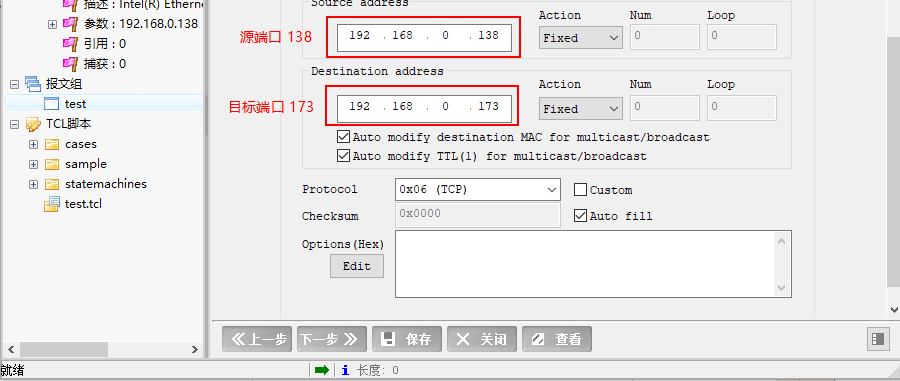 描述 : Intel(R) Etherne
参数 : 192.168.0.138
引用 : 0
捕获 : 0
报文组
test
TCL脚本
cases
sample
statemachines
test.tcl
Source address
源端口 138
192 . 168 . 0 . 138
Action Num Loop
Fixed 0 0
Destination address
目标端口 173
192 . 168 . 0 . 173
Action Num Loop
Fixed 0 0
Auto modify destination MAC for multicast/broadcast
Auto modify TTL(1) for multicast/broadcast
Protocol 0x06 (TCP) Custom
Checksum 0x0000 Auto fill
Options(Hex)
Edit
上一步 下一步 保存 关闭 查看
就绪 长度: 0